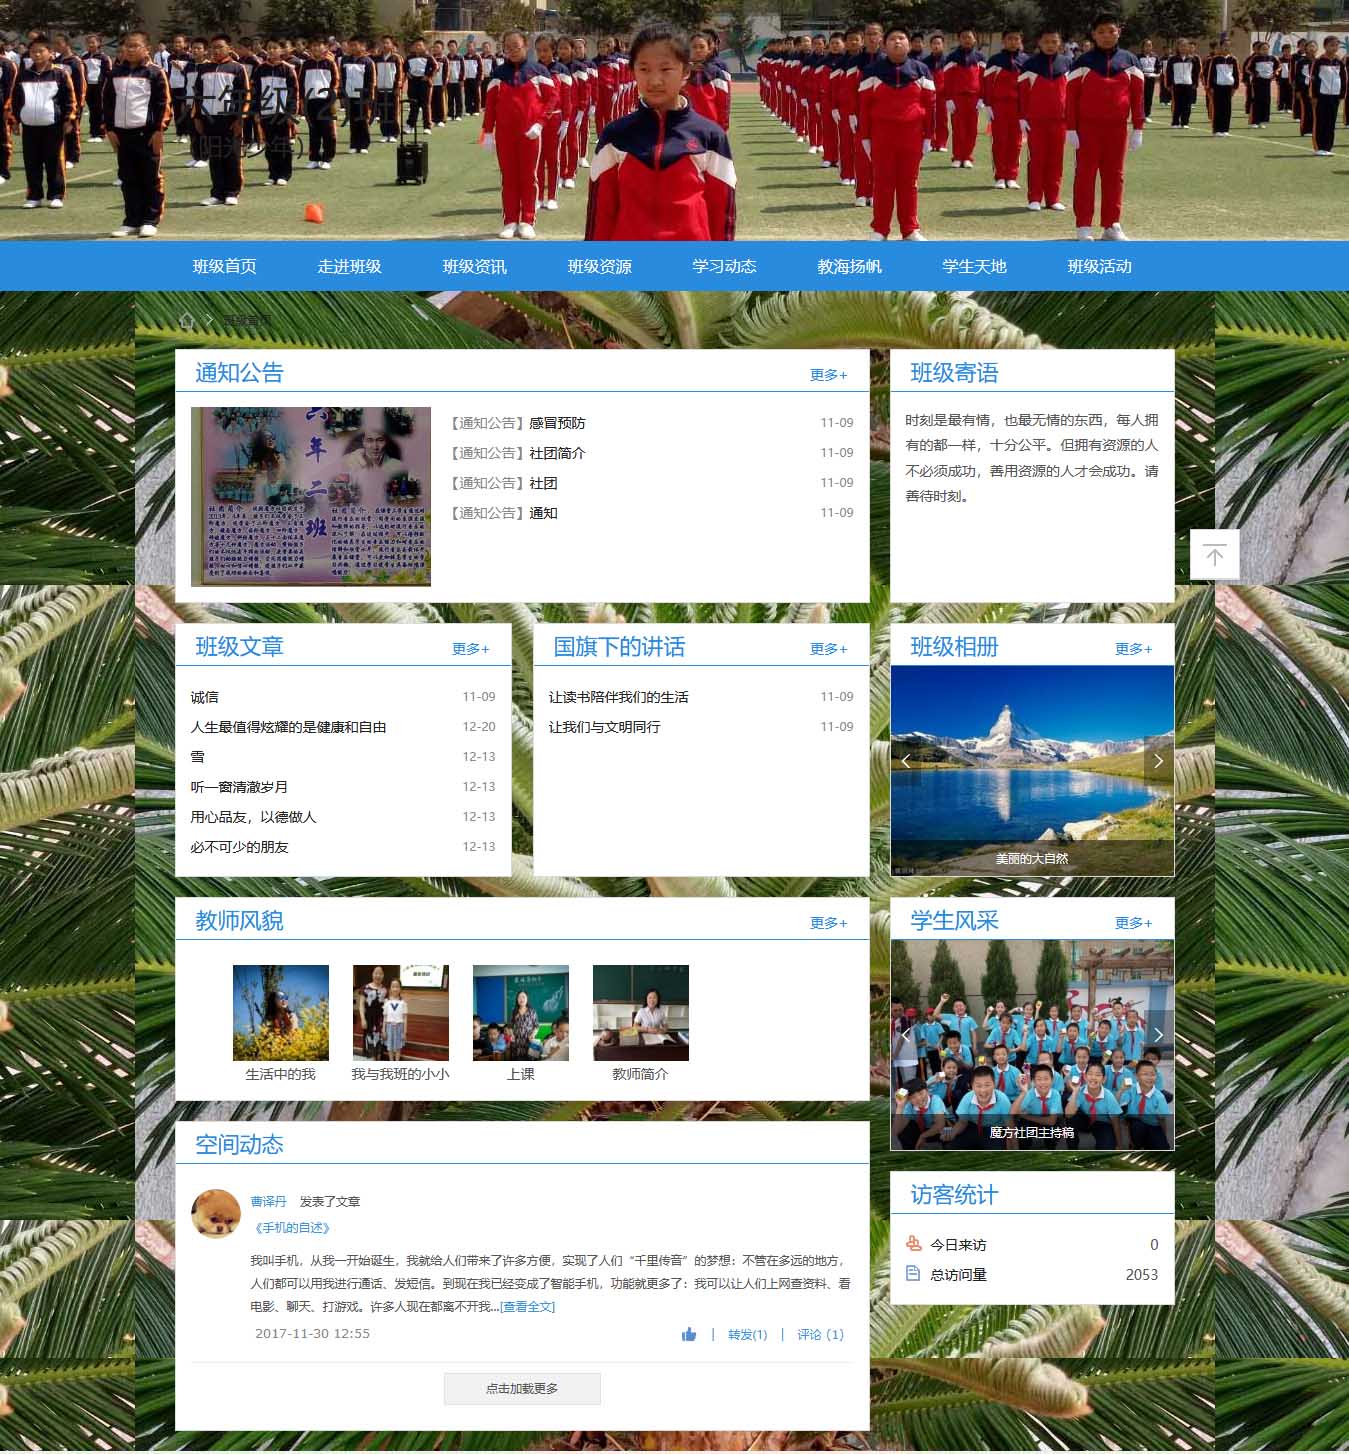 六年级(2)班
(阳光少年)
班级首页 走进班级 班级资讯 班级资源 学习动态 教海扬帆 学生天地 班级活动
班级首页
通知公告 更多+
六年二班
【通知公告】感冒预防 11-09
【通知公告】社团简介 11-09
【通知公告】社团 11-09
【通知公告】通知 11-09
班级寄语
时刻是最有情，也最无情的东西，每人拥
有的都一样，十分公平。但拥有资源的人
不必须成功，善用资源的人才会成功。请
善待时刻。
班级文章 更多+
诚信 11-09
人生最值得炫耀的是健康和自由 12-20
雪 12-13
听一窗清澈岁月 12-13
用心品友，以德做人 12-13
必不可少的朋友 12-13
国旗下的讲话 更多+
让读书陪伴我们的生活 11-09
让我们与文明同行 11-09
班级相册 更多+
美丽的大自然
教师风貌 更多+
生活中的我 我与我班的小小 上课 教师简介
学生风采 更多+
魔方社团主持稿
空间动态
曹译丹 发表了文章
《手机的自述》
我叫手机，从我一开始诞生，我就给人们带来了许多方便，实现了人们“千里传音”的梦想：不管在多远的地方，
人们都可以用我进行通话、发短信。到现在我已经变成了智能手机，功能就更多了：我可以让人们上网查资料、看
电影、聊天、打游戏。许多人现在都离不开我...[查看全文]
2017-11-30 12:55 | 转发(1) | 评论 (1)
点击加载更多
访客统计
今日来访 0
总访问量 2053